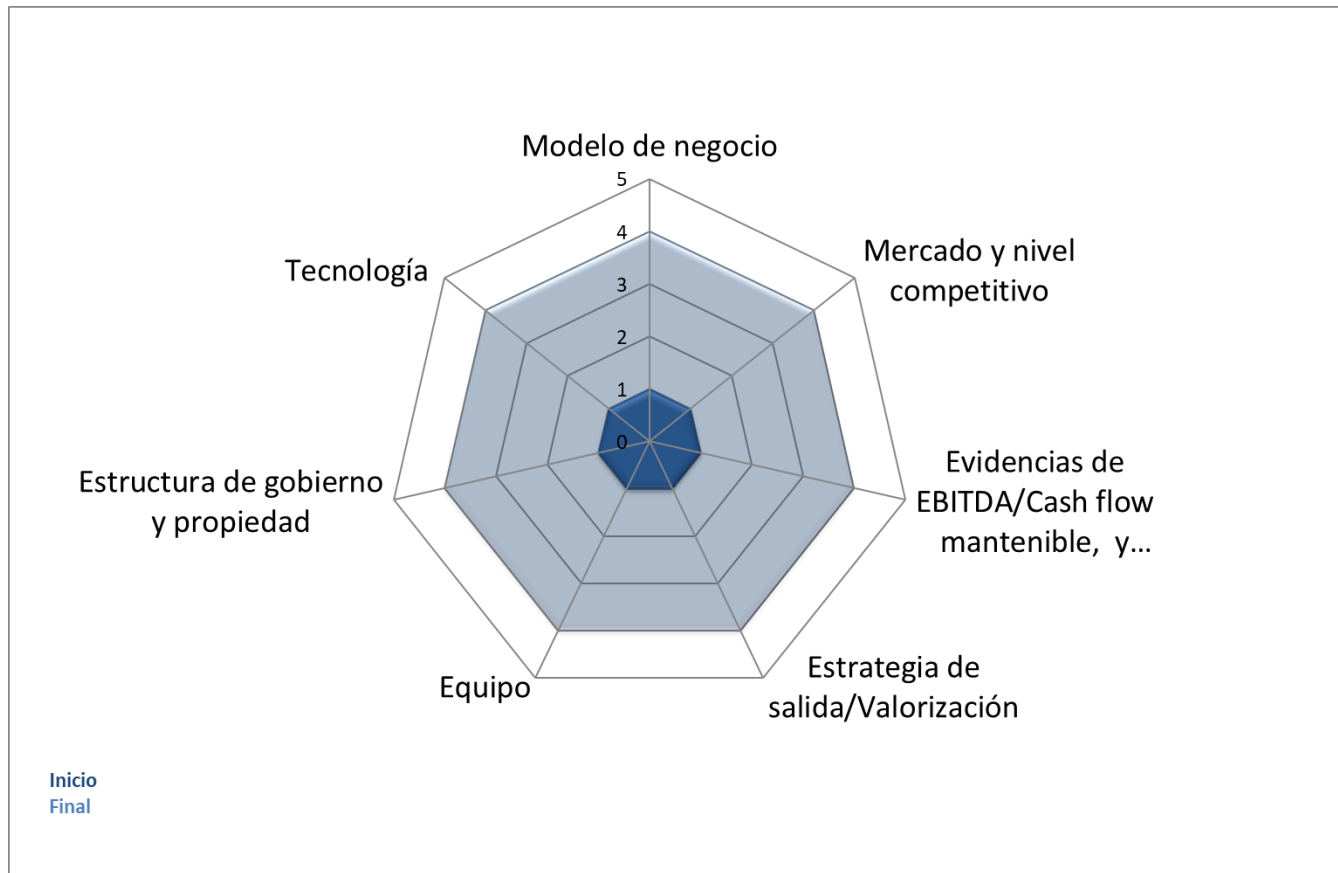 Modelo de negocio
5
4
3
2
1
0
Mercado y nivel
competitivo
Evidencias de
EBITDA/Cash flow
mantenible, y...
Estrategia de
salida/Valorización
Equipo
Estructura de gobierno
y propiedad
Tecnología
Inicio
Final